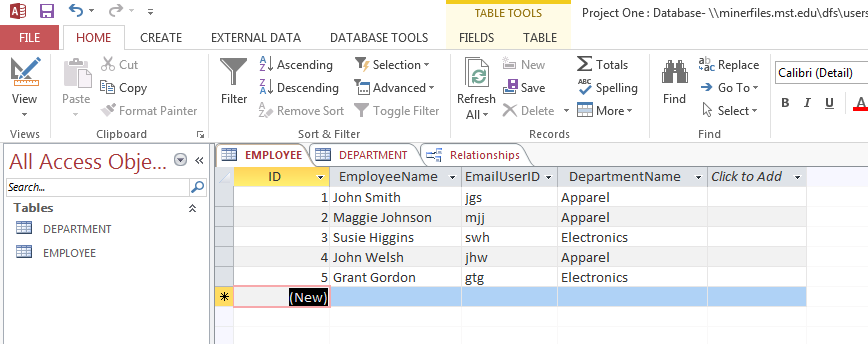 TABLE TOOLS
Project One : Database- \\minerfiles.mst.edu\dfs\users
FILE HOME CREATE EXTERNAL DATA DATABASE TOOLS FIELDS TABLE
View
Views
Paste
Cut
Copy
Format Painter
Clipboard
Filter
Ascending
Descending
Remove Sort
Selection
Advanced
Toggle Filter
Sort & Filter
Refresh
All
New
Save
Delete
Totals
ABC Spelling
More
Records
Find
Replace
Go To
Select
Find
Calibri (Detail)
B I U A
All Access Obje...
Search...
Tables
DEPARTMENT
EMPLOYEE
EMPLOYEE DEPARTMENT Relationships
ID EmployeeName EmailUserID DepartmentName Click to Add
1 John Smith jgs Apparel
2 Maggie Johnson mjj Apparel
3 Susie Higgins swh Electronics
4 John Welsh jhw Apparel
5 Grant Gordon gtg Electronics
(New)